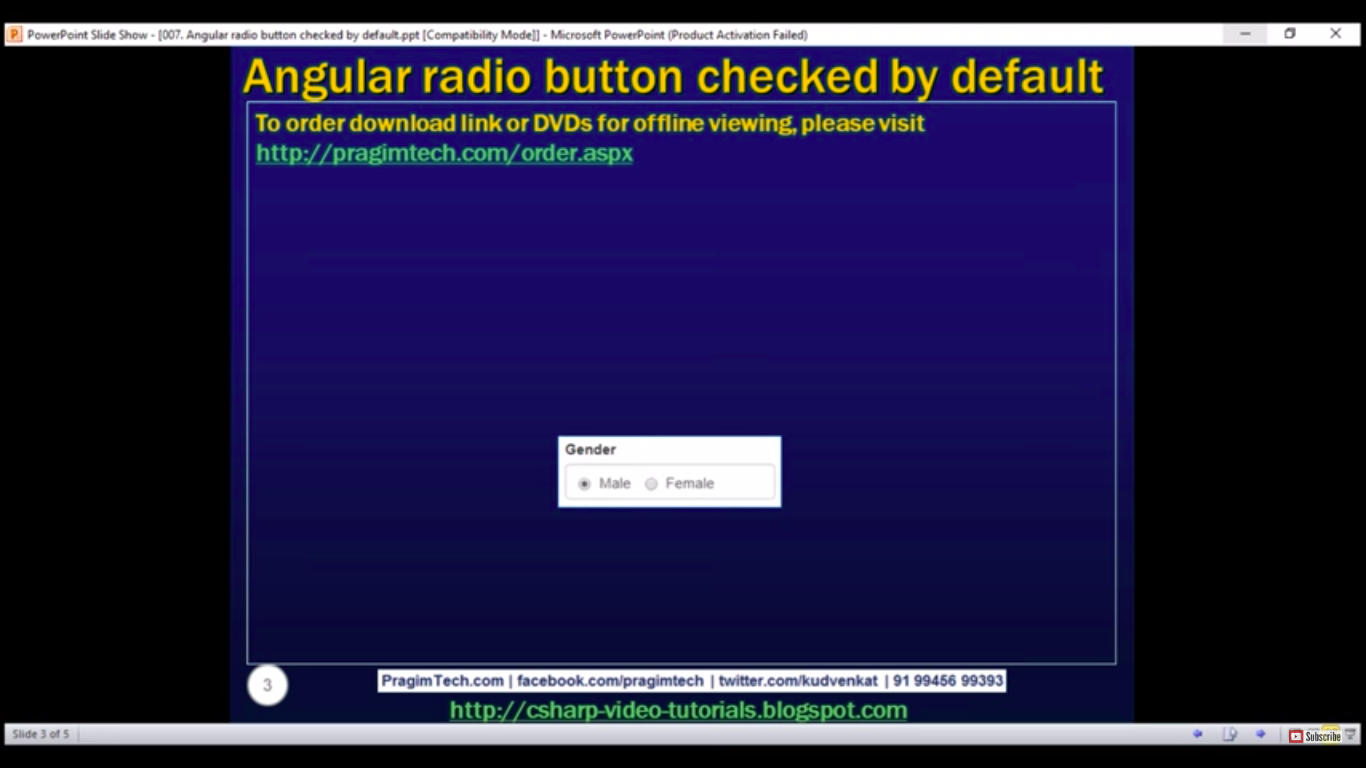 PowerPoint Slide Show - [007. Angular radio button checked by default.ppt [Compatibility Mode]] - Microsoft PowerPoint (Product Activation Failed)
Angular radio button checked by default
To order download link or DVDs for offline viewing, please visit
http://pragimtech.com/order.aspx
Gender
Male Female
3
PragimTech.com | facebook.com/pragimtech | twitter.com/kudvenkat | 91 99456 99393
http://csharp-video-tutorials.blogspot.com
Slide 3 of 5
Subscribe